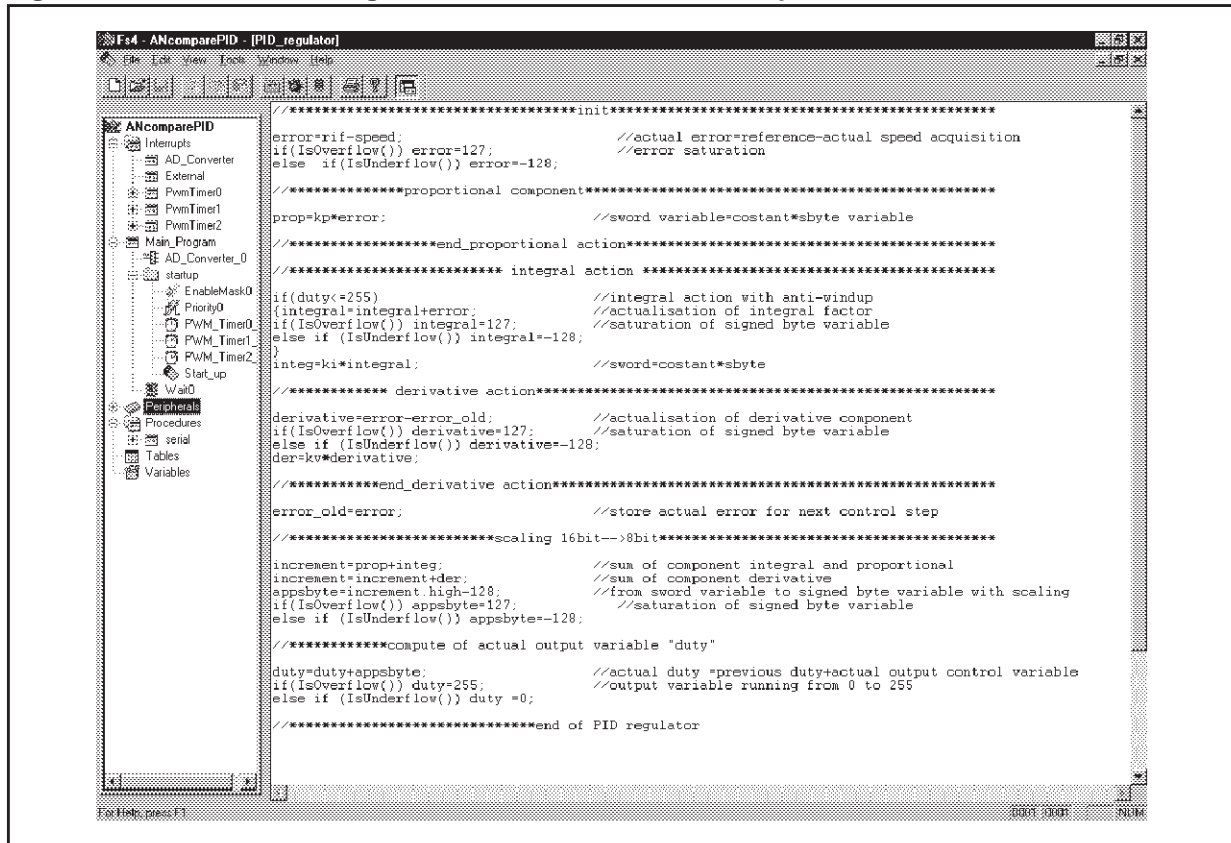 Fs4 - ANcomparePID - [PID_regulator]
File Edit View Tools Window Help
ANcomparePID
Interrupts
AD_Converter
External
PwmTimer0
PwmTimer1
PwmTimer2
Main_Program
AD_Converter_0
startup
EnableMask0
Priority0
PWM_Timer0_
PWM_Timer1_
PWM_Timer2_
Start_up
Wait0
Peripherals
Procedures
serial
Tables
Variables
//***********************************init***********************************************
error=rif-speed; //actual error=reference-actual speed acquisition
if(IsOverflow()) error=127; //error saturation
else if(IsUnderflow()) error=-128;
//**************proportional component**************************************************
prop=kp*error; //sword variable=costant*sbyte variable
//******************end_proportional action*********************************************
//************************** integral action *******************************************
if(duty<=255) //integral action with anti-windup
{integral=integral+error; //actualisation of integral factor
if(IsOverflow()) integral=127; //saturation of signed byte variable
else if (IsUnderflow()) integral=-128;
}
integ=ki*integral; //sword=costant*sbyte
//************ derivative action********************************************************
derivative=error-error_old; //actualisation of derivative component
if(IsOverflow()) derivative=127; //saturation of signed byte variable
else if (IsUnderflow()) derivative=-128;
der=kv*derivative;
//***********end_derivative action******************************************************
error_old=error; //store actual error for next control step
//*************************scaling 16bit-->8bit*****************************************
increment=prop+integ; //sum of component integral and proportional
increment=increment+der; //sum of component derivative
appsbyte=increment.high-128; //from sword variable to signed byte variable with scaling
if(IsOverflow()) appsbyte=127; //saturation of signed byte variable
else if (IsUnderflow()) appsbyte=-128;
//************compute of actual output variable "duty"
duty=duty+appsbyte; //actual duty =previous duty+actual output control variable
if(IsOverflow()) duty=255; //output variable running from 0 to 255
else if (IsUnderflow()) duty =0;
//******************************end of PID regulator
For Help, press F1
0001 :0001 NUM